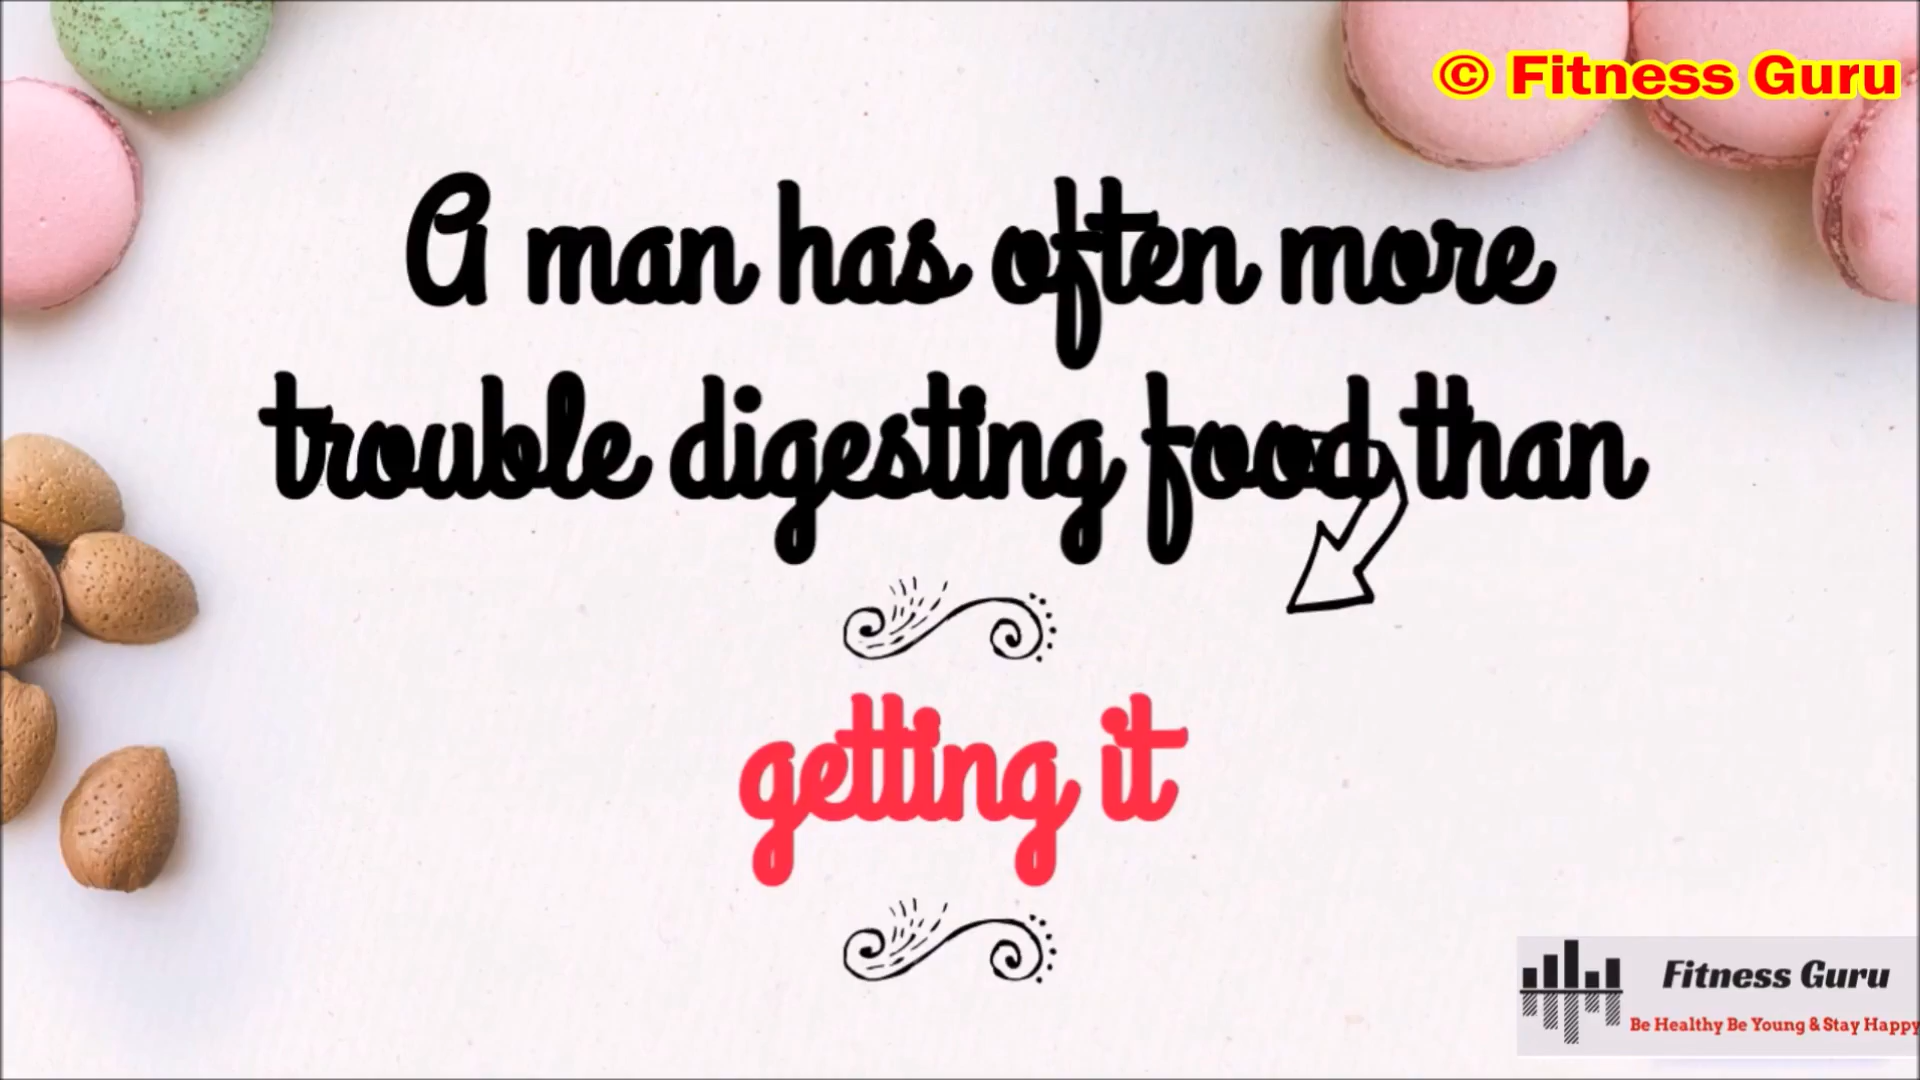 © Fitness Guru
A man has often more
trouble digesting food than
getting it
Fitness Guru
Be Healthy Be Young & Stay Happy